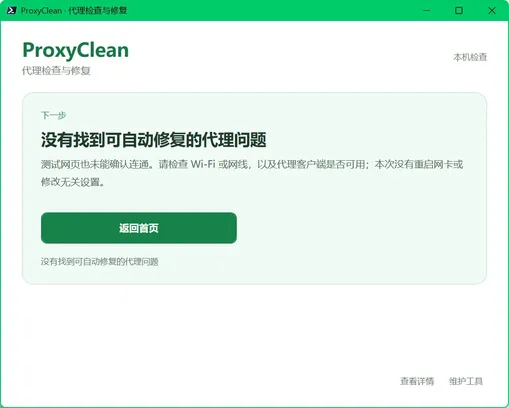 ProxyClean · 代理检查与修复
ProxyClean
代理检查与修复
本机检查
下一步
没有找到可自动修复的代理问题
测试网页也未能确认连通。请检查 Wi-Fi 或网线，以及代理客户端是否可用；本次没有重启网卡或
修改无关设置。
返回首页
没有找到可自动修复的代理问题
查看详情 维护工具